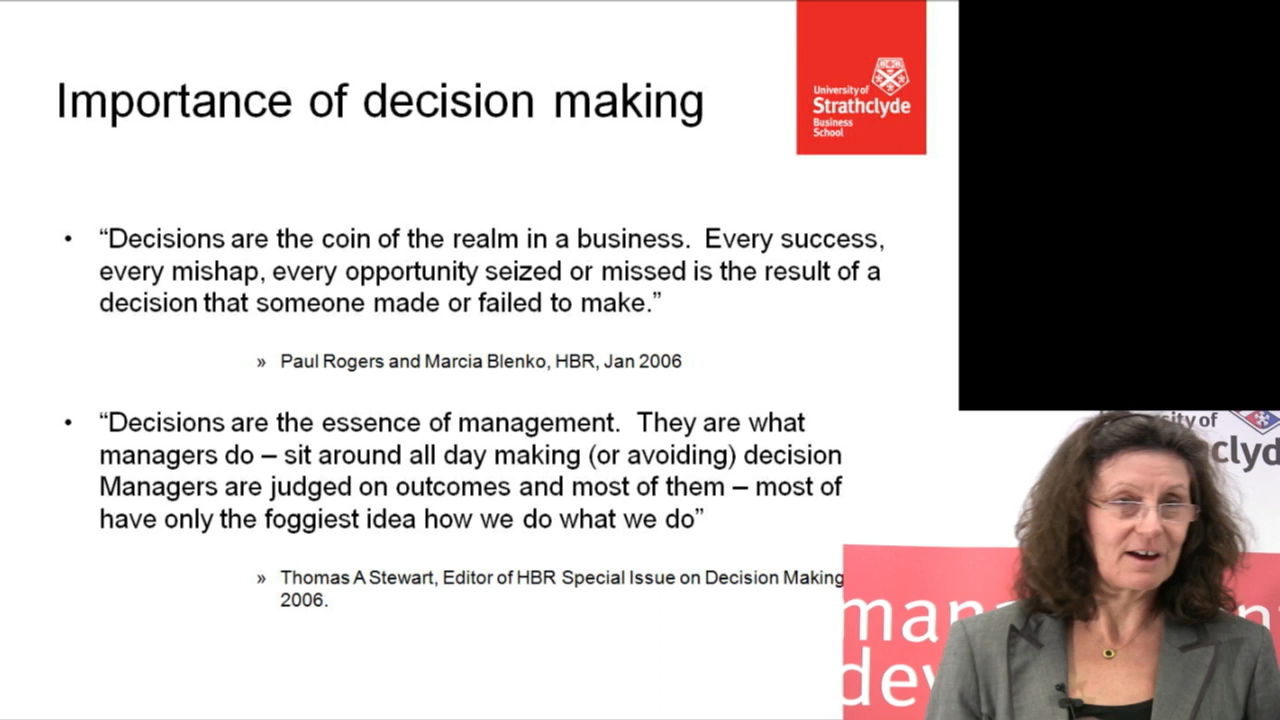 Importance of decision making
University of
Strathclyde
Business
School
• “Decisions are the coin of the realm in a business. Every success,
every mishap, every opportunity seized or missed is the result of a
decision that someone made or failed to make.”
» Paul Rogers and Marcia Blenko, HBR, Jan 2006
• “Decisions are the essence of management. They are what
managers do – sit around all day making (or avoiding) decision
Managers are judged on outcomes and most of them – most of
have only the foggiest idea how we do what we do”
» Thomas A Stewart, Editor of HBR Special Issue on Decision Making
2006.